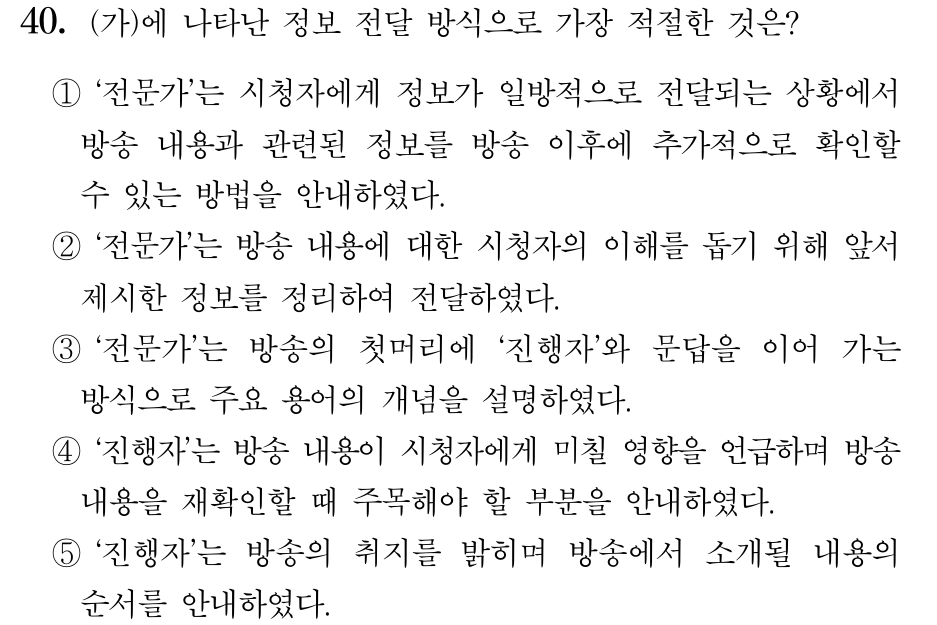 40. (가)에 나타난 정보 전달 방식으로 가장 적절한 것은?
① ‘전문가’는 시청자에게 정보가 일방적으로 전달되는 상황에서
방송 내용과 관련된 정보를 방송 이후에 추가적으로 확인할
수 있는 방법을 안내하였다.
② ‘전문가’는 방송 내용에 대한 시청자의 이해를 돕기 위해 앞서
제시한 정보를 정리하여 전달하였다.
③ ‘전문가’는 방송의 첫머리에 ‘진행자’와 문답을 이어 가는
방식으로 주요 용어의 개념을 설명하였다.
④ ‘진행자’는 방송 내용이 시청자에게 미칠 영향을 언급하며 방송
내용을 재확인할 때 주목해야 할 부분을 안내하였다.
⑤ ‘진행자’는 방송의 취지를 밝히며 방송에서 소개될 내용의
순서를 안내하였다.